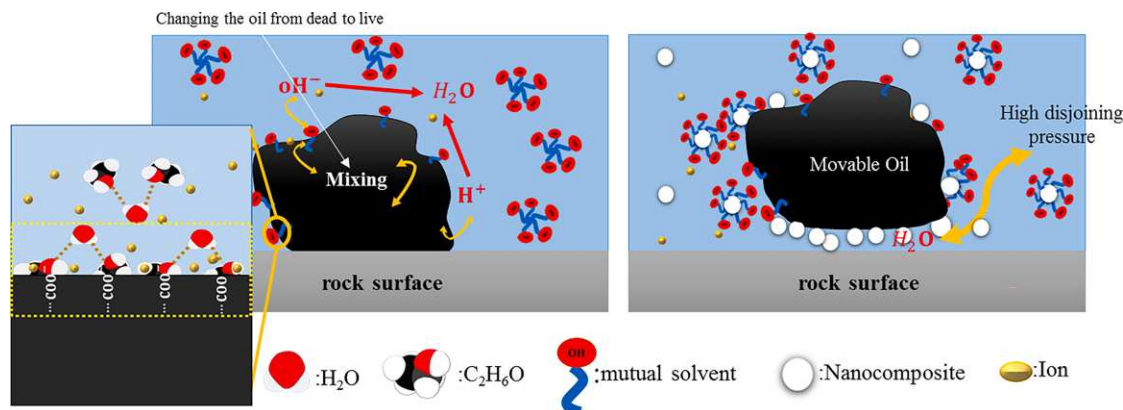 Changing the oil from dead to live
oH⁻
H₂O
Mixing
H⁺
rock surface
...COO
...COO
...COO
...COO
High disjoining
pressure
Movable Oil
H₂O
rock surface
:H₂O
:C₂H₆O
OH
:mutual solvent
:Nanocomposite
:Ion